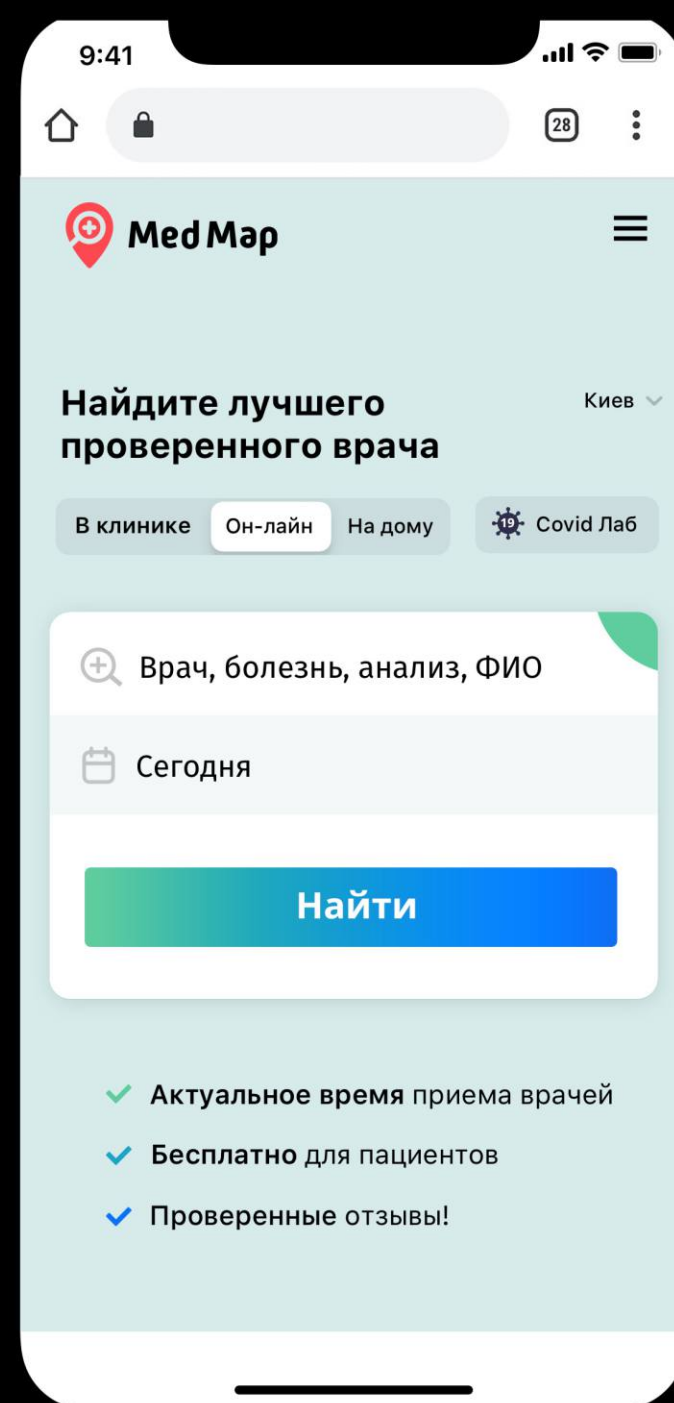 9:41
28
Med Map
Найдите лучшего
проверенного врача
Киев
В клинике
Он-лайн
На дому
19
Covid Лаб
Врач, болезнь, анализ, ФИО
Сегодня
Найти
Актуальное время приема врачей
Бесплатно для пациентов
Проверенные отзывы!